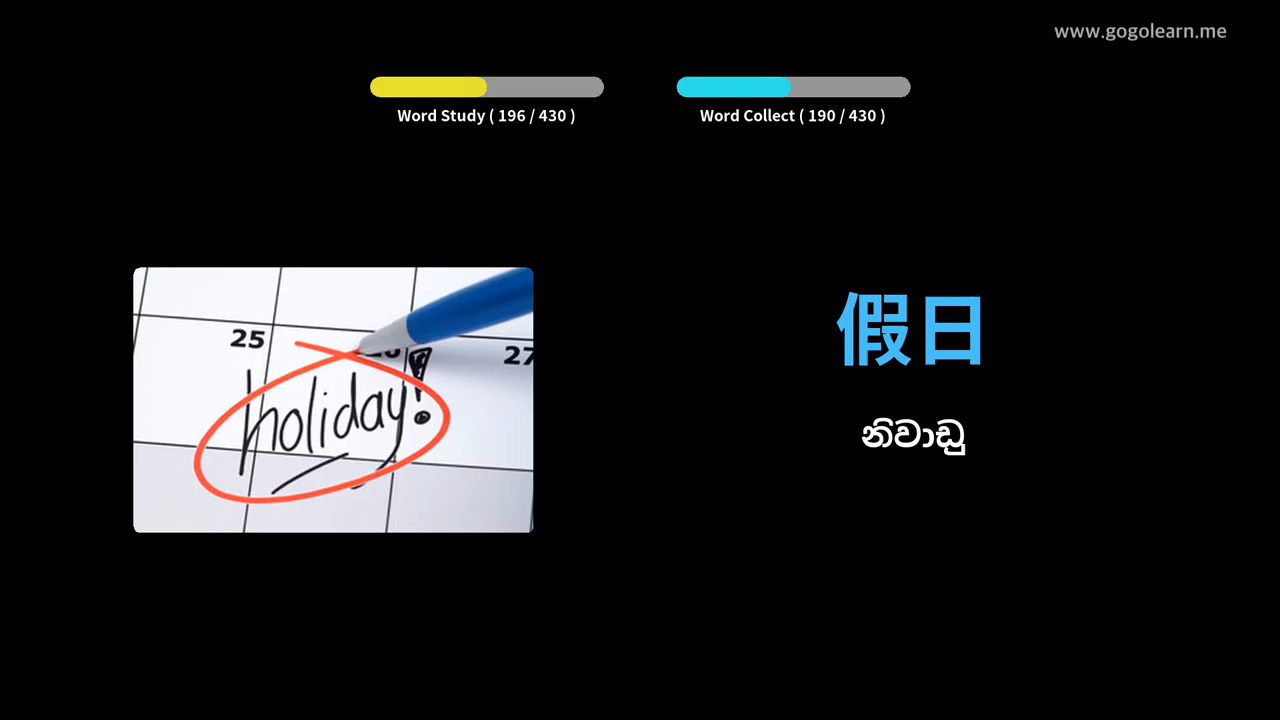 www.gogolearn.me
Word Study ( 196 / 430 )
Word Collect ( 190 / 430 )
25
27
holiday!
假日
නිවාඩු